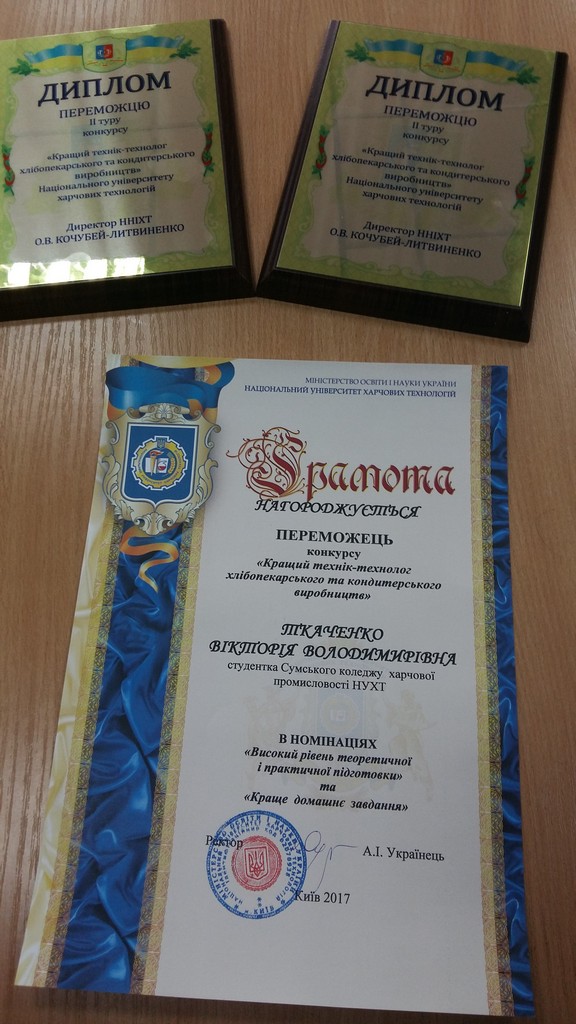 ДИПЛОМ
ПЕРЕМОЖЦЮ
ІІ туру
конкурсу
«Кращий технік-технолог
хлібопекарського та кондитерського
виробництв»
Національного університету
харчових технологій
Директор ННІХТ
О.В. КОЧУБЕЙ-ЛИТВИНЕНКО
ДИПЛОМ
ПЕРЕМОЖЦЮ
ІІ туру
конкурсу
«Кращий технік-технолог
хлібопекарського та кондитерського
виробництв»
Національного університету
харчових технологій
Директор ННІХТ
О.В. КОЧУБЕЙ-ЛИТВИНЕНКО
МІНІСТЕРСТВО ОСВІТИ І НАУКИ УКРАЇНИ
НАЦІОНАЛЬНИЙ УНІВЕРСИТЕТ ХАРЧОВИХ ТЕХНОЛОГІЙ
Грамота
НАГОРОДЖУЄТЬСЯ
ПЕРЕМОЖЕЦЬ
конкурсу
«Кращий технік-технолог
хлібопекарського та кондитерського
виробництв»
ТКАЧЕНКО
ВІКТОРІЯ ВОЛОДИМИРІВНА
студентка Сумського коледжу харчової
промисловості НУХТ
В НОМІНАЦІЯХ
«Високий рівень теоретичної
і практичної підготовки»
та
«Краще домашнє завдання»
Ректор
А.І. Українець
Київ 2017